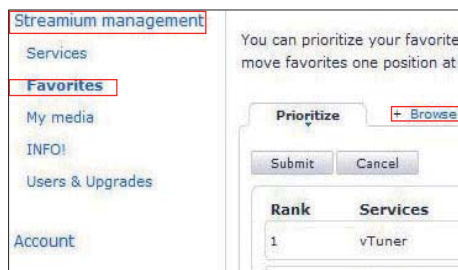 Streamium management
Services
Favorites
My media
INFO!
Users & Upgrades
Account
You can prioritize your favorite
move favorites one position at
Prioritize
+ Browse
Submit Cancel
Rank Services
1 vTuner